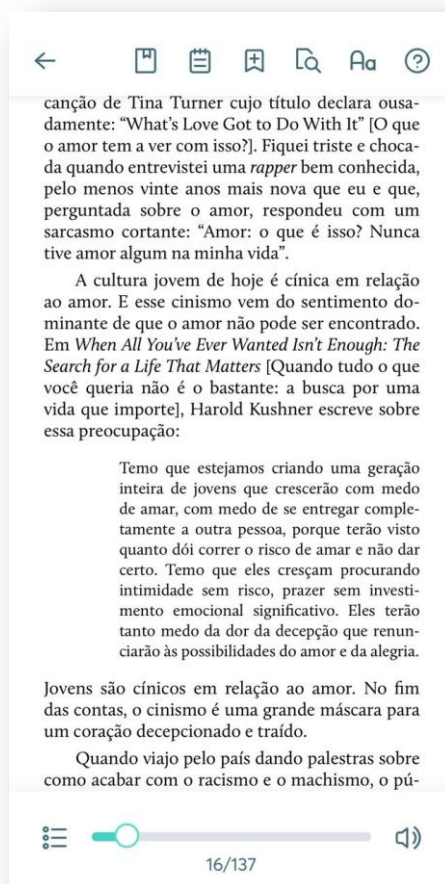 Aa
?
canção de Tina Turner cujo título declara ousa-
damente: “What’s Love Got to Do With It” [O que
o amor tem a ver com isso?]. Fiquei triste e choca-
da quando entrevistei uma rapper bem conhecida,
pelo menos vinte anos mais nova que eu e que,
perguntada sobre o amor, respondeu com um
sarcasmo cortante: “Amor: o que é isso? Nunca
tive amor algum na minha vida”.
A cultura jovem de hoje é cínica em relação
ao amor. E esse cinismo vem do sentimento do-
minante de que o amor não pode ser encontrado.
Em When All You’ve Ever Wanted Isn’t Enough: The
Search for a Life That Matters [Quando tudo o que
você queria não é o bastante: a busca por uma
vida que importe], Harold Kushner escreve sobre
essa preocupação:
Temo que estejamos criando uma geração
inteira de jovens que crescerão com medo
de amar, com medo de se entregar comple-
tamente a outra pessoa, porque terão visto
quanto dói correr o risco de amar e não dar
certo. Temo que eles cresçam procurando
intimidade sem risco, prazer sem investi-
mento emocional significativo. Eles terão
tanto medo da dor da decepção que renun-
ciarão às possibilidades do amor e da alegria.
Jovens são cínicos em relação ao amor. No fim
das contas, o cinismo é uma grande máscara para
um coração decepcionado e traído.
Quando viajo pelo país dando palestras sobre
como acabar com o racismo e o machismo, o pú-
16/137